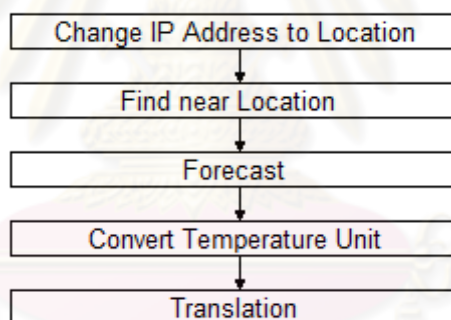 Change IP Address to Location
Find near Location
Forecast
Convert Temperature Unit
Translation